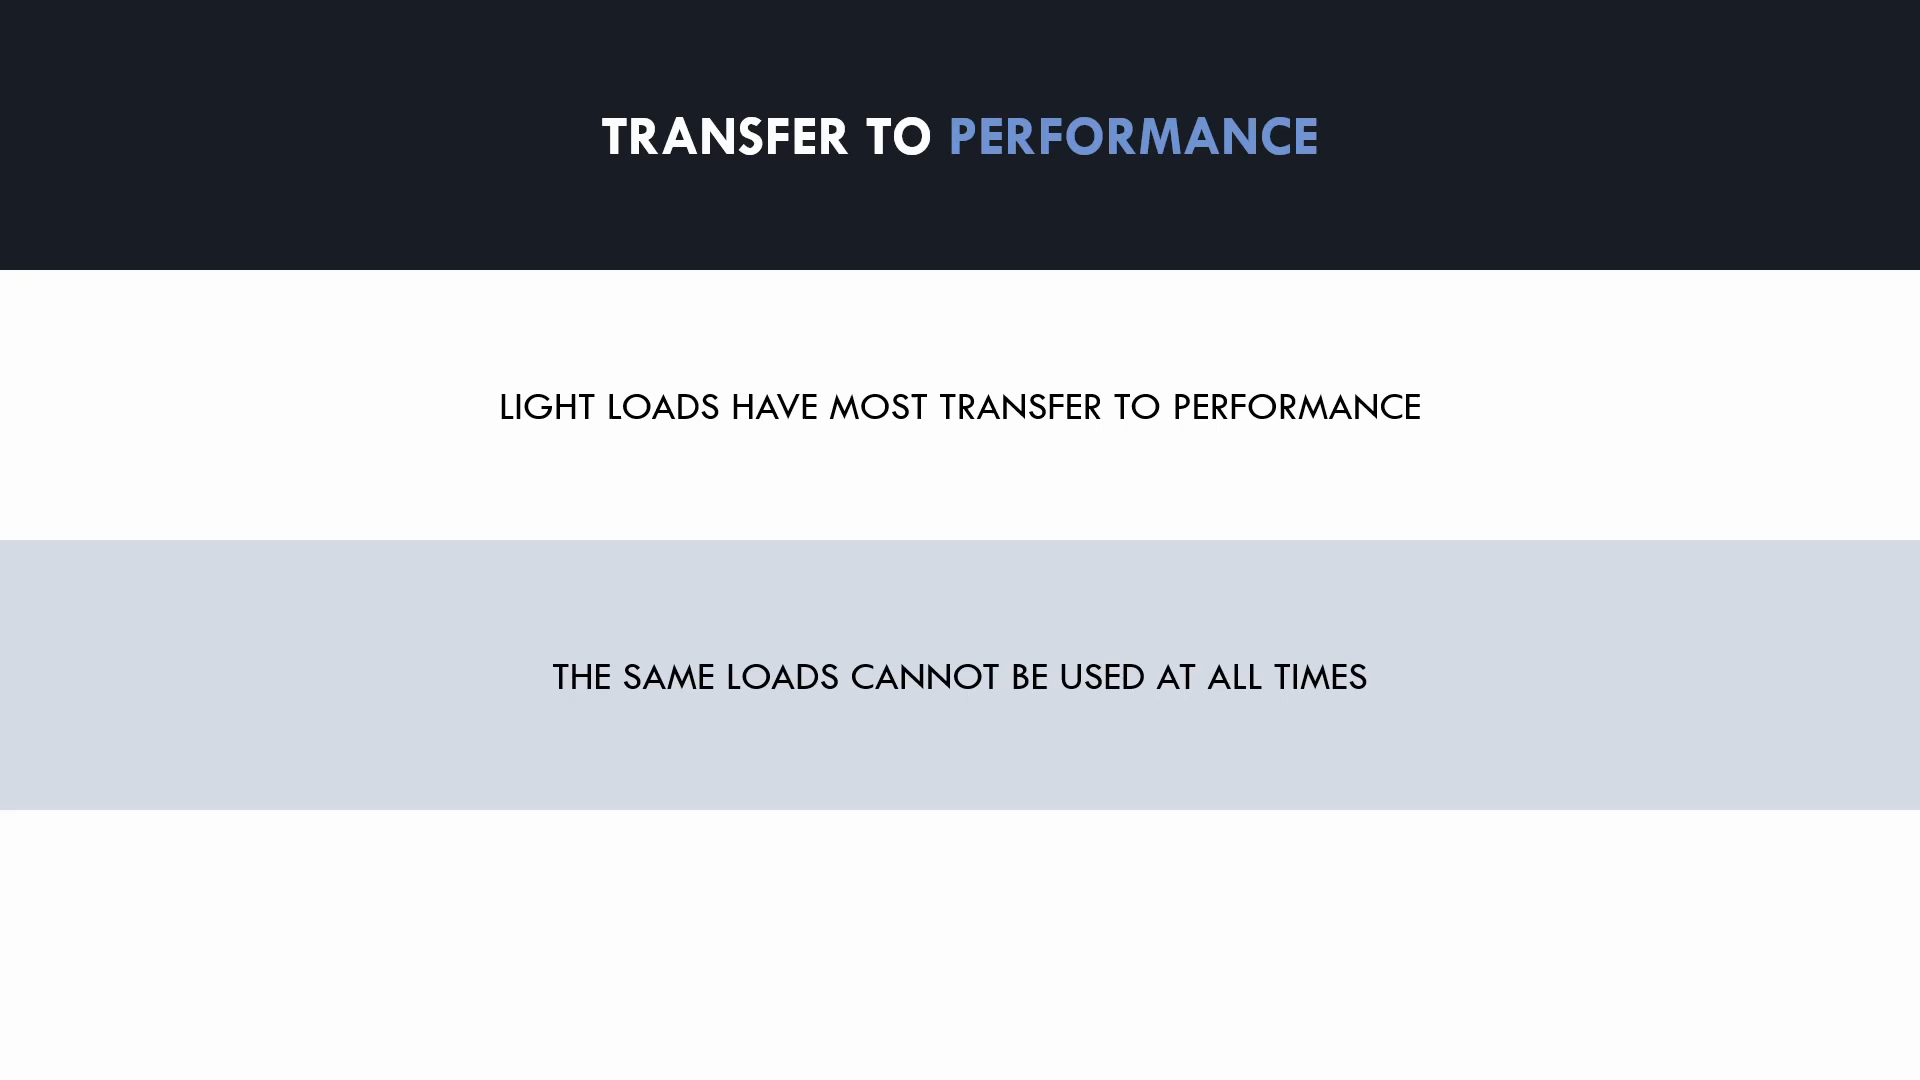 TRANSFER TO PERFORMANCE
LIGHT LOADS HAVE MOST TRANSFER TO PERFORMANCE
THE SAME LOADS CANNOT BE USED AT ALL TIMES